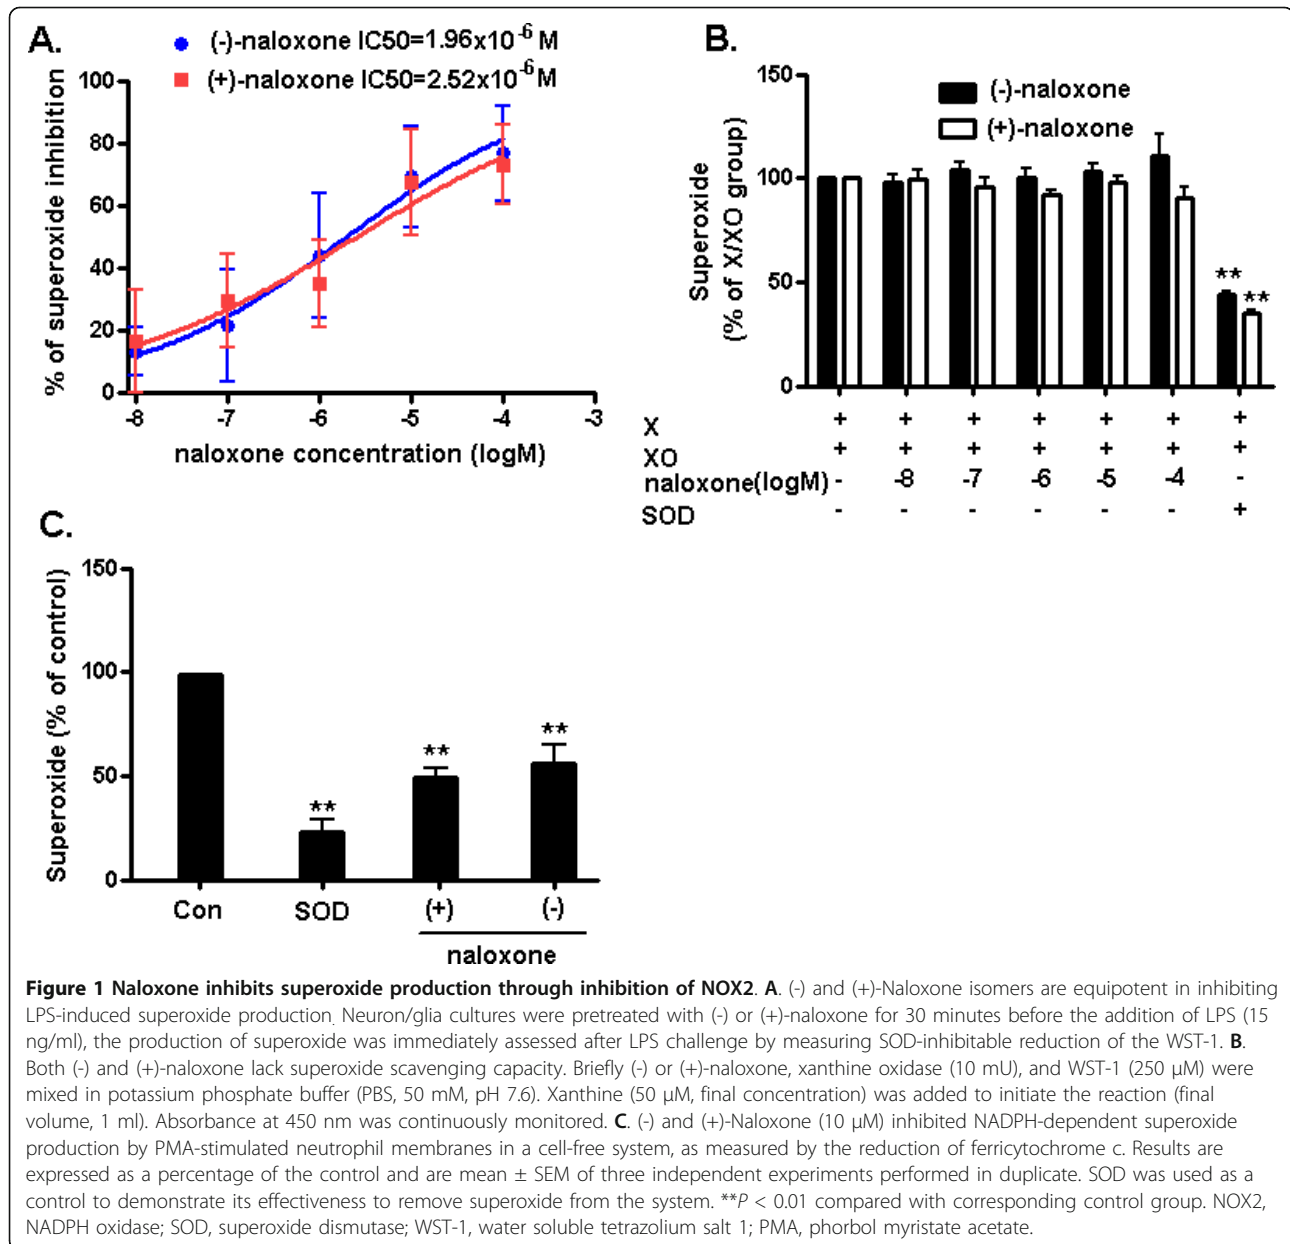 A.
(-)-naloxone IC50=1.96x10-6 M
(+)-naloxone IC50=2.52x10-6 M
% of superoxide inhibition
100
80
60
40
20
0
-8 -7 -6 -5 -4 -3
naloxone concentration (logM)
B.
(-)-naloxone
(+)-naloxone
Superoxide
(% of X/XO group)
150
100
50
0
** **
X + + + + + + +
XO + + + + + + +
naloxone(logM) - -8 -7 -6 -5 -4 -
SOD - - - - - - +
C.
Superoxide (% of control)
150
100
50
0
** ** **
Con SOD (+) (-)
naloxone
Figure 1 Naloxone inhibits superoxide production through inhibition of NOX2. A. (-) and (+)-Naloxone isomers are equipotent in inhibiting
LPS-induced superoxide production. Neuron/glia cultures were pretreated with (-) or (+)-naloxone for 30 minutes before the addition of LPS (15
ng/ml), the production of superoxide was immediately assessed after LPS challenge by measuring SOD-inhibitable reduction of the WST-1. B.
Both (-) and (+)-naloxone lack superoxide scavenging capacity. Briefly (-) or (+)-naloxone, xanthine oxidase (10 mU), and WST-1 (250 μM) were
mixed in potassium phosphate buffer (PBS, 50 mM, pH 7.6). Xanthine (50 μM, final concentration) was added to initiate the reaction (final
volume, 1 ml). Absorbance at 450 nm was continuously monitored. C. (-) and (+)-Naloxone (10 μM) inhibited NADPH-dependent superoxide
production by PMA-stimulated neutrophil membranes in a cell-free system, as measured by the reduction of ferricytochrome c. Results are
expressed as a percentage of the control and are mean ± SEM of three independent experiments performed in duplicate. SOD was used as a
control to demonstrate its effectiveness to remove superoxide from the system. **P < 0.01 compared with corresponding control group. NOX2,
NADPH oxidase; SOD, superoxide dismutase; WST-1, water soluble tetrazolium salt 1; PMA, phorbol myristate acetate.